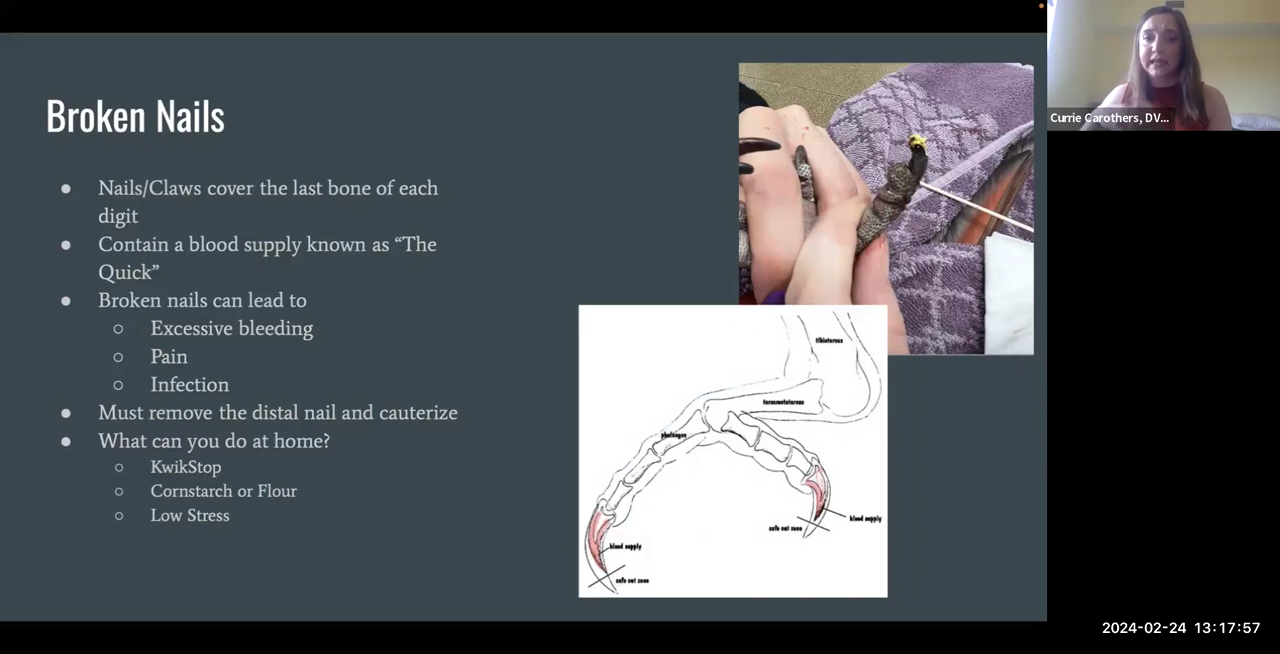 Broken Nails
● Nails/Claws cover the last bone of each
digit
● Contain a blood supply known as “The
Quick”
● Broken nails can lead to
○ Excessive bleeding
○ Pain
○ Infection
● Must remove the distal nail and cauterize
● What can you do at home?
○ KwikStop
○ Cornstarch or Flour
○ Low Stress
tibiotarsus
tarsometatarsus
phalanges
blood supply
safe cut zone
blood supply
safe cut zone
Currie Carothers, DV...
2024-02-24 13:17:57